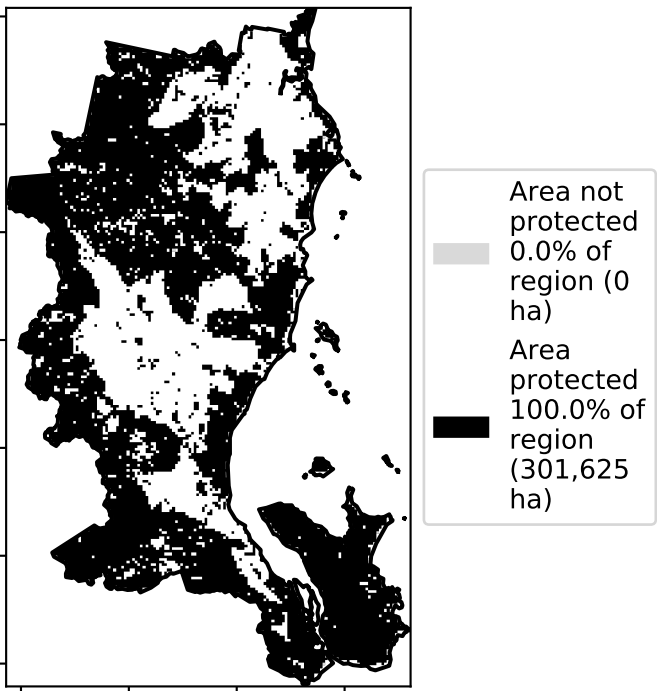 Area not
protected
0.0% of
region (0
ha)
Area
protected
100.0% of
region
(301,625
ha)